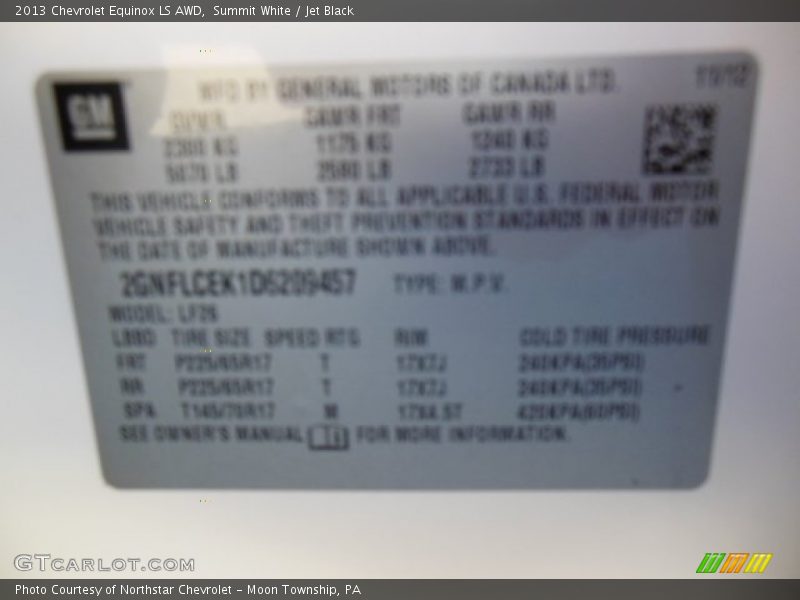 2013 Chevrolet Equinox LS AWD,  Summit White / Jet Black
GM
MFD BY GENERAL MOTORS OF CANADA LTD.
GVWR GAWR FRT GAWR RR
2300 KG 1175 KG 1240 KG
5070 LB 2590 LB 2733 LB
THIS VEHICLE CONFORMS TO ALL APPLICABLE U.S. FEDERAL MOTOR
VEHICLE SAFETY AND THEFT PREVENTION STANDARDS IN EFFECT ON
THE DATE OF MANUFACTURE SHOWN ABOVE.
2GNFLCEK1D6209457 TYPE: M.P.V.
MODEL: LF26
TIRE SIZE SPEED RTG RIM COLD TIRE PRESSURE
FRT P225/65R17 T 17X7J 240KPA(35PSI)
RR P225/65R17 T 17X7J 240KPA(35PSI)
SPA T145/70R17 M 17X4.5T 420KPA(60PSI)
SEE OWNER'S MANUAL FOR MORE INFORMATION.
GTCARLOT.COM
Photo Courtesy of Northstar Chevrolet - Moon Township, PA